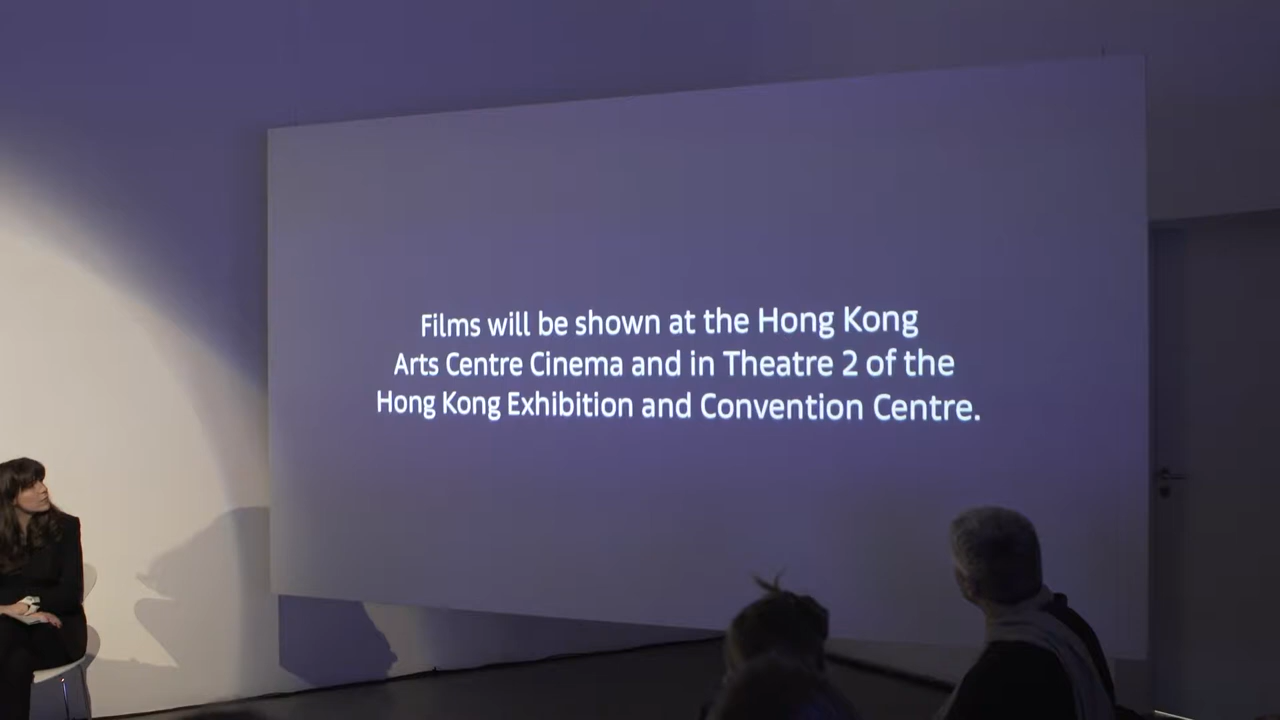 Films will be shown at the Hong Kong
Arts Centre Cinema and in Theatre 2 of the
Hong Kong Exhibition and Convention Centre.